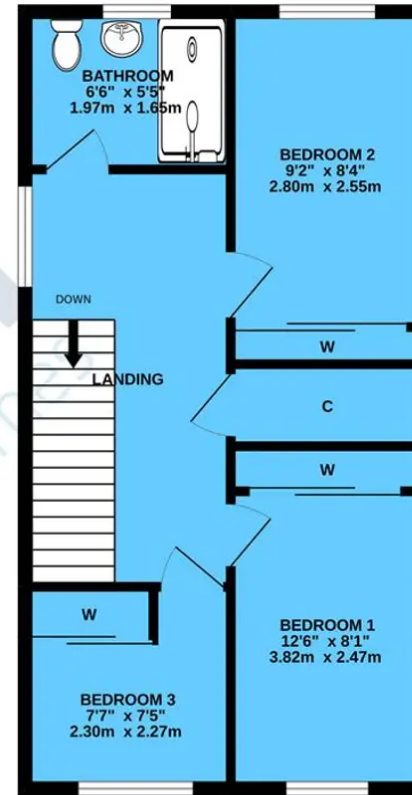 BATHROOM
6'6" x 5'5"
1.97m x 1.65m
BEDROOM 2
9'2" x 8'4"
2.80m x 2.55m
DOWN
W
LANDING
C
W
W
BEDROOM 1
12'6" x 8'1"
3.82m x 2.47m
BEDROOM 3
7'7" x 7'5"
2.30m x 2.27m